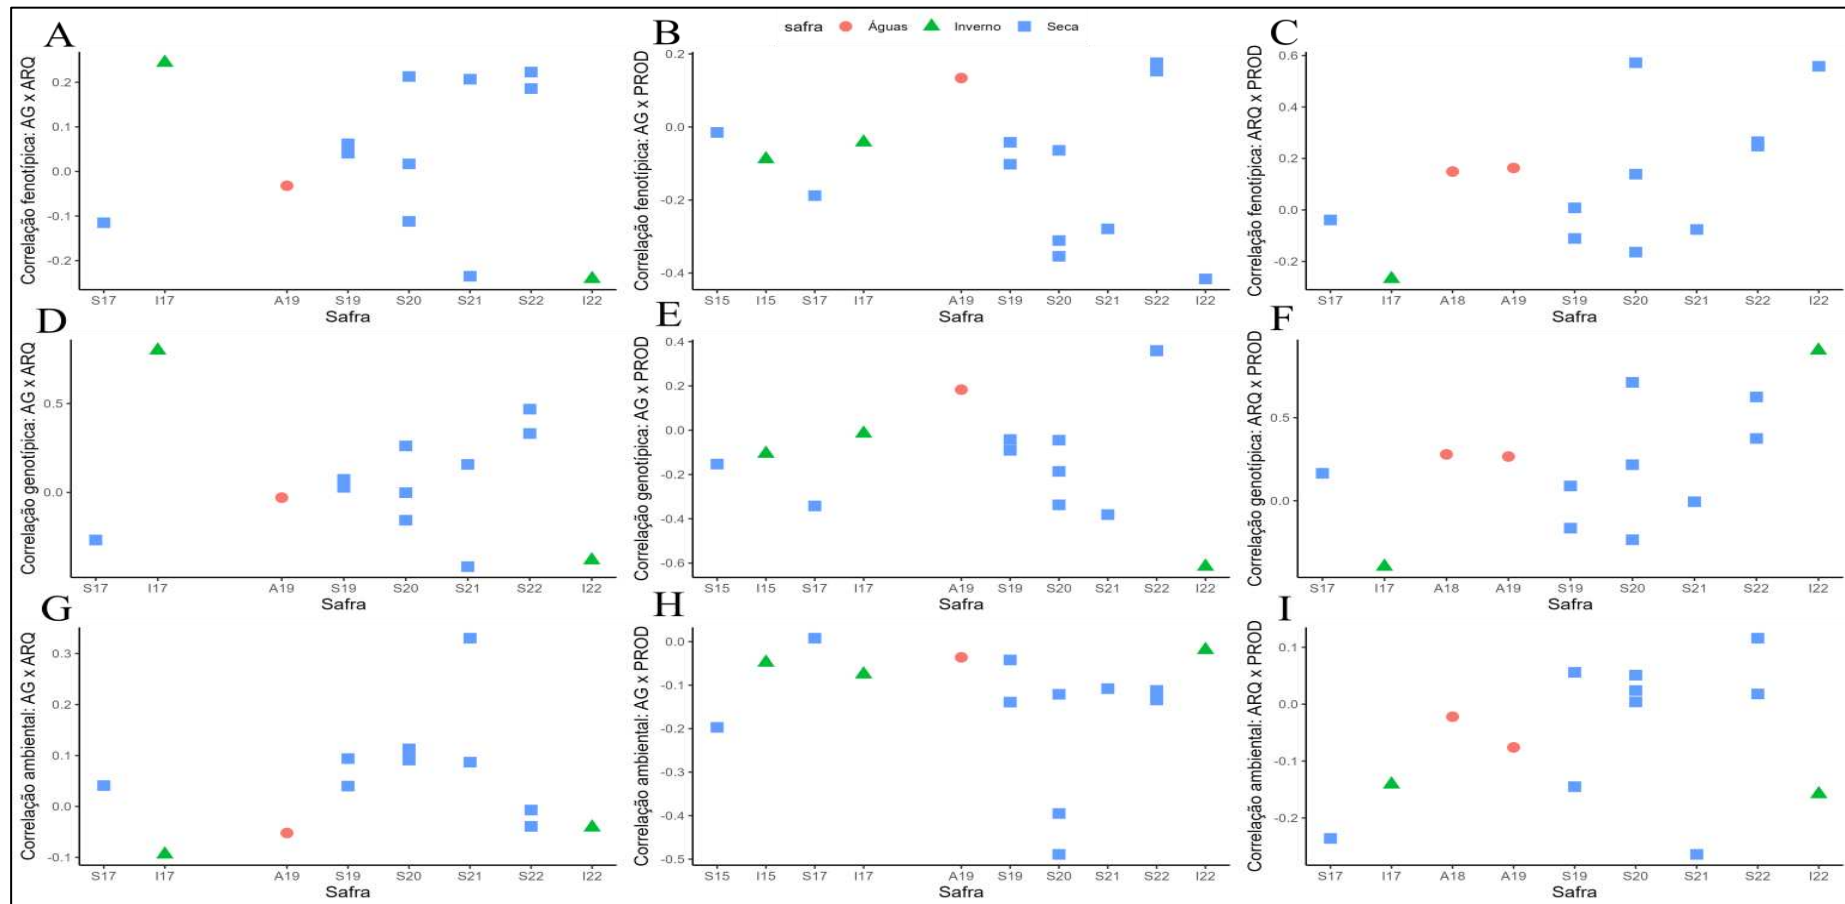 safra Águas Inverno Seca
A
Correlação fenotípica: AG x ARQ
0.2
0.1
0.0
-0.1
-0.2
S17 I17 A19 S19 S20 S21 S22 I22
Safra
B
Correlação fenotípica: AG x PROD
0.2
0.0
-0.2
-0.4
S15 I15 S17 I17 A19 S19 S20 S21 S22 I22
Safra
C
Correlação fenotípica: ARQ x PROD
0.6
0.4
0.2
0.0
-0.2
S17 I17 A18 A19 S19 S20 S21 S22 I22
Safra
D
Correlação genotípica: AG x ARQ
0.5
0.0
S17 I17 A19 S19 S20 S21 S22 I22
Safra
E
Correlação genotípica: AG x PROD
0.4
0.2
0.0
-0.2
-0.4
-0.6
S15 I15 S17 I17 A19 S19 S20 S21 S22 I22
Safra
F
Correlação genotípica: ARQ x PROD
0.5
0.0
S17 I17 A18 A19 S19 S20 S21 S22 I22
Safra
G
Correlação ambiental: AG x ARQ
0.3
0.2
0.1
0.0
-0.1
S17 I17 A19 S19 S20 S21 S22 I22
Safra
H
Correlação ambiental: AG x PROD
0.0
-0.1
-0.2
-0.3
-0.4
-0.5
S15 I15 S17 I17 A19 S19 S20 S21 S22 I22
Safra
I
Correlação ambiental: ARQ x PROD
0.1
0.0
-0.1
-0.2
S17 I17 A18 A19 S19 S20 S21 S22 I22
Safra